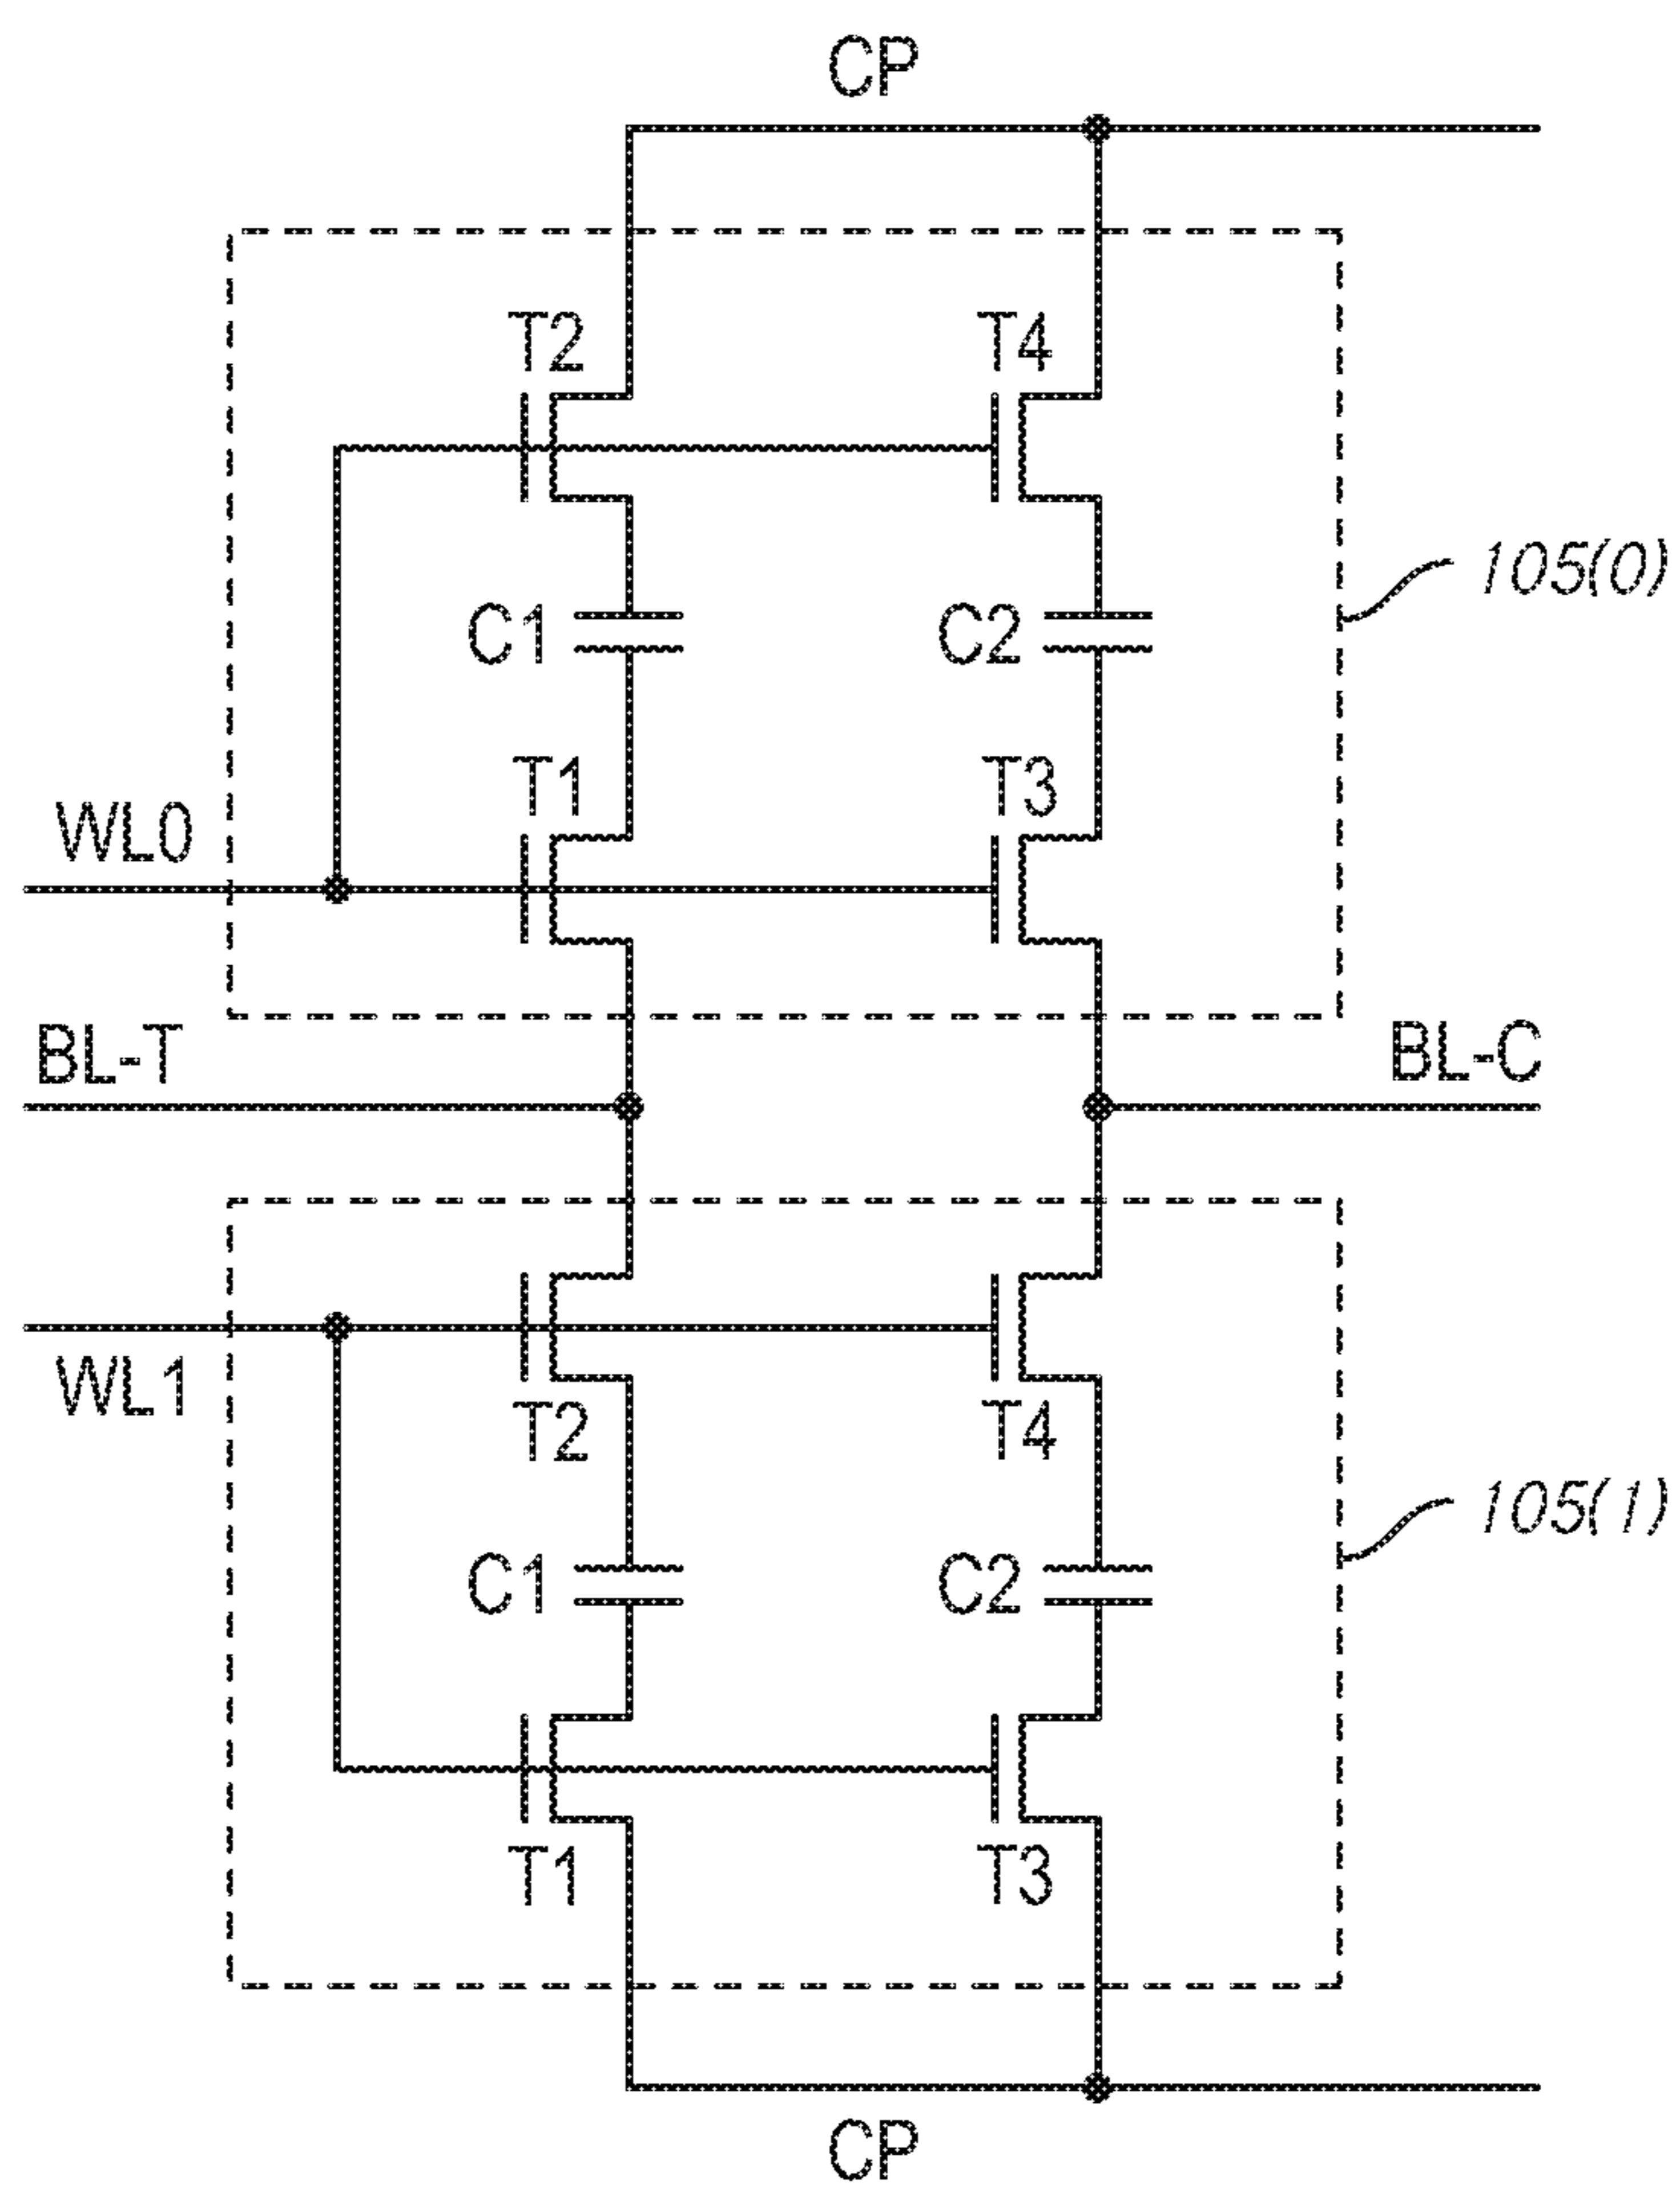 CP
T2 T4
105(0)
C1 C2
T1 T3
WL0
BL-T BL-C
WL1
T2 T4
105(1)
C1 C2
T1 T3
CP